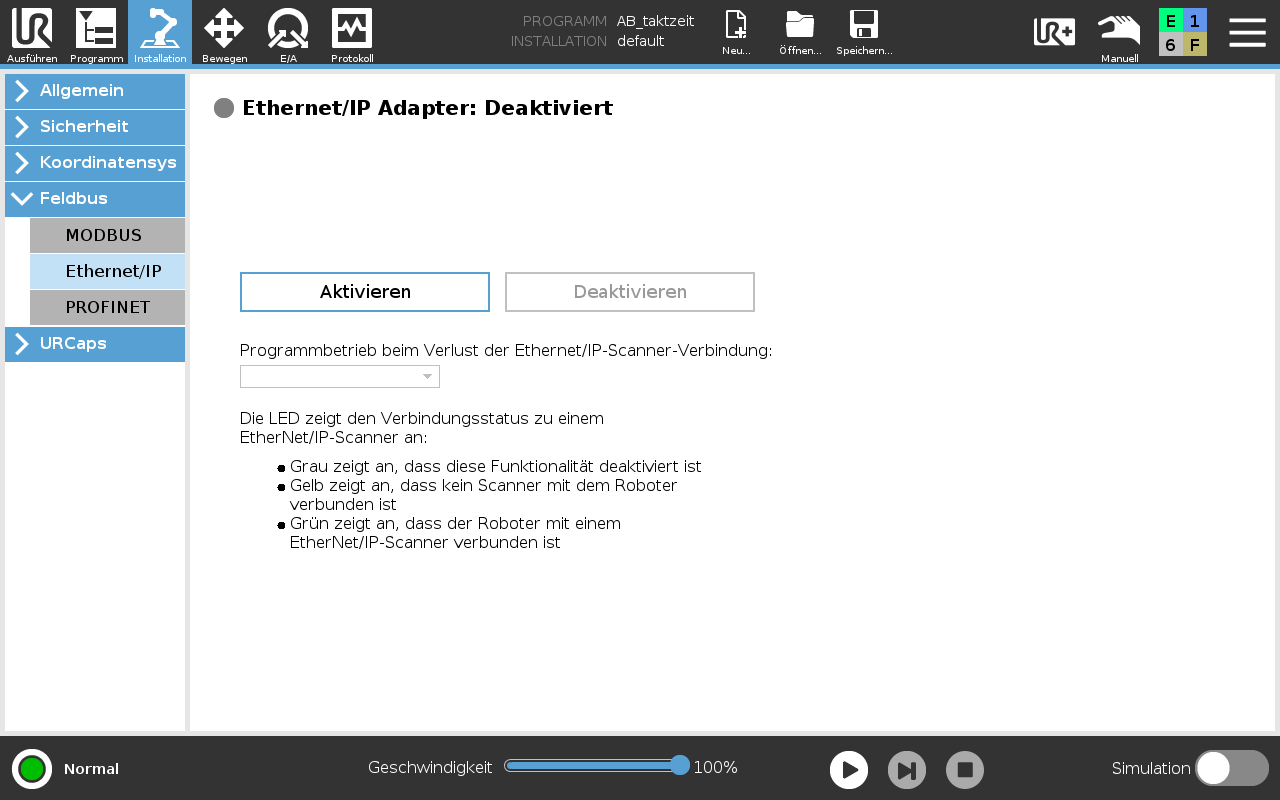 Ausführen
Programm
Installation
Bewegen
E/A
Protokoll
PROGRAMM AB_taktzeit
INSTALLATION default
Neu...
Öffnen...
Speichern...
UR+
Manuell
E 1
6 F
Allgemein
Sicherheit
Koordinatensys
Feldbus
MODBUS
Ethernet/IP
PROFINET
URCaps
Ethernet/IP Adapter: Deaktiviert
Aktivieren
Deaktivieren
Programmbetrieb beim Verlust der Ethernet/IP-Scanner-Verbindung:
Die LED zeigt den Verbindungsstatus zu einem
EtherNet/IP-Scanner an:
Grau zeigt an, dass diese Funktionalität deaktiviert ist
Gelb zeigt an, dass kein Scanner mit dem Roboter
verbunden ist
Grün zeigt an, dass der Roboter mit einem
EtherNet/IP-Scanner verbunden ist
Normal
Geschwindigkeit
100%
Simulation